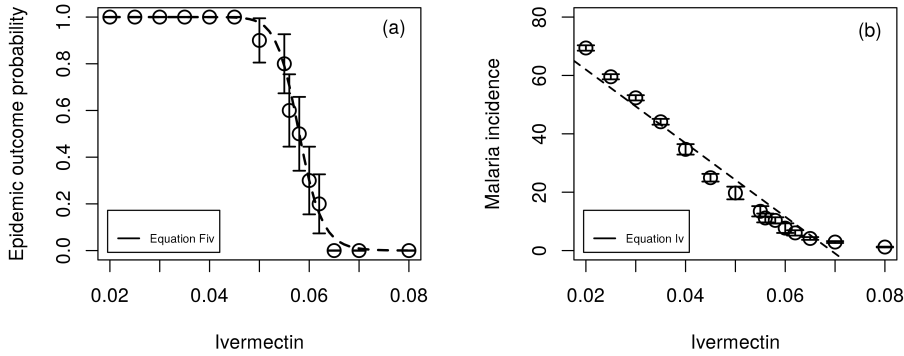 Epidemic outcome probability
1.0
0.8
0.6
0.4
0.2
0.0
(a)
Equation Fiv
0.02
0.04
0.06
0.08
Ivermectin
Malaria incidence
80
60
40
20
0
(b)
Equation Iv
0.02
0.04
0.06
0.08
Ivermectin